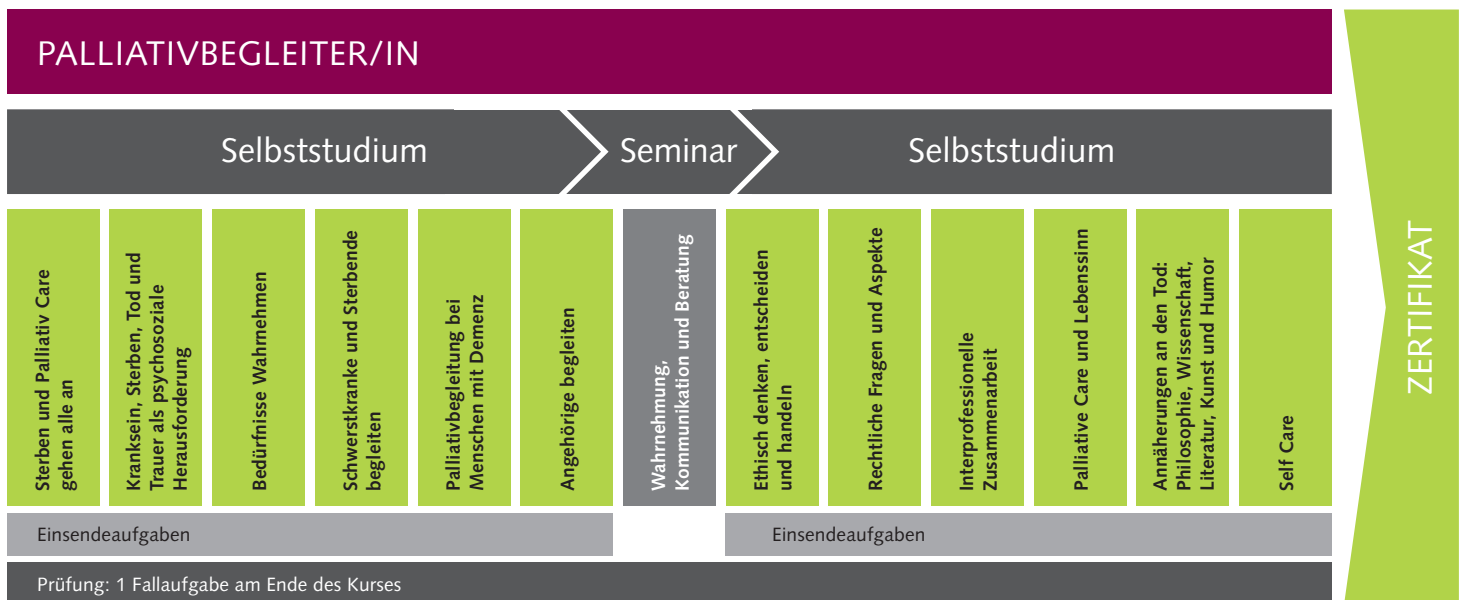 PALLIATIVBEGLEITER/IN
Selbststudium
Seminar
Selbststudium
Sterben und Palliativ Care
gehen alle an
Kranksein, Sterben, Tod und
Trauer als psychosoziale
Herausforderung
Bedürfnisse Wahrnehmen
Schwerstkranke und Sterbende
begleiten
Palliativbegleitung bei
Menschen mit Demenz
Angehörige begleiten
Wahrnehmung,
Kommunikation und Beratung
Ethisch denken, entscheiden
und handeln
Rechtliche Fragen und Aspekte
Interprofessionelle
Zusammenarbeit
Palliative Care und Lebenssinn
Annäherungen an den Tod:
Philosophie, Wissenschaft,
Literatur, Kunst und Humor
Self Care
Einsendeaufgaben
Einsendeaufgaben
Prüfung: 1 Fallaufgabe am Ende des Kurses
ZERTIFIKAT